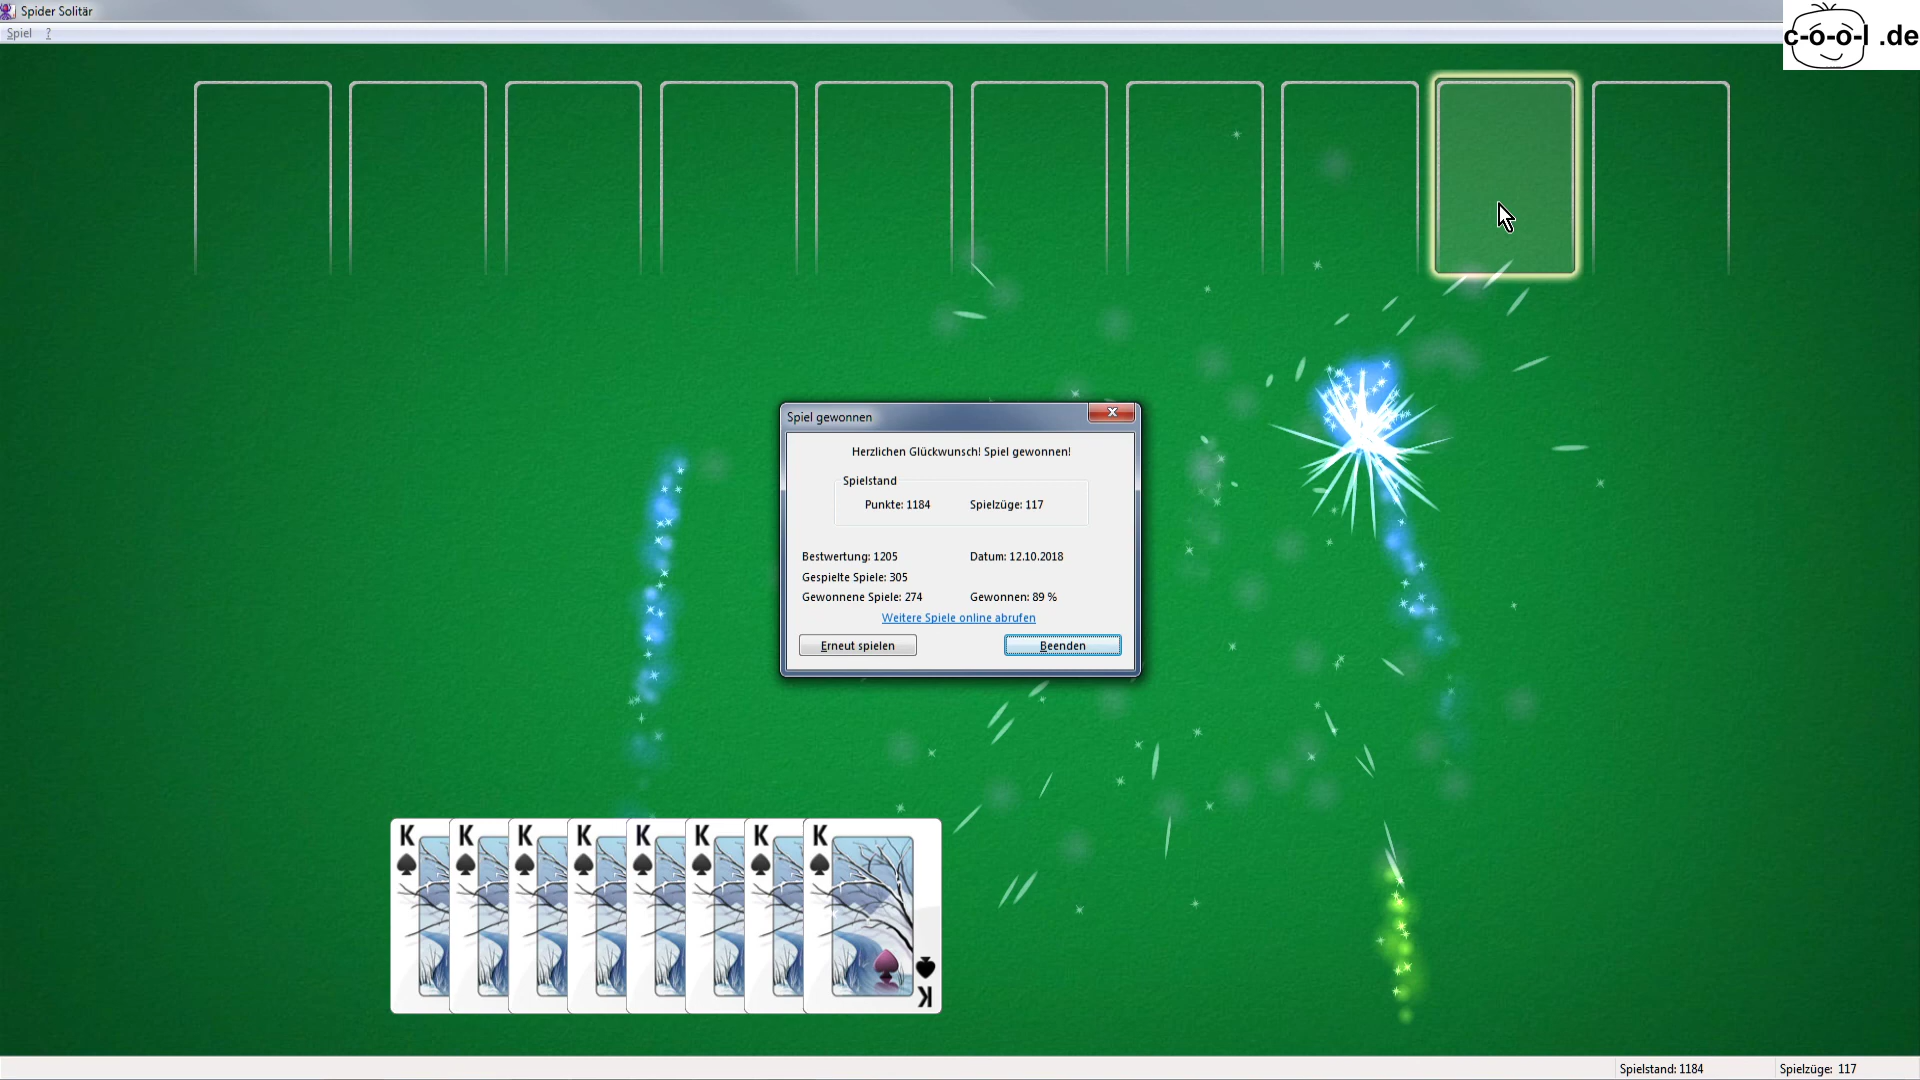 Spider Solitär
Spiel ?
c-o-o-l .de
Spiel gewonnen
Herzlichen Glückwunsch! Spiel gewonnen!
Spielstand
Punkte: 1184 Spielzüge: 117
Bestwertung: 1205 Datum: 12.10.2018
Gespielte Spiele: 305
Gewonnene Spiele: 274 Gewonnen: 89 %
Weitere Spiele online abrufen
Erneut spielen Beenden
K K K K K K K K
K
Spielstand: 1184 Spielzüge: 117